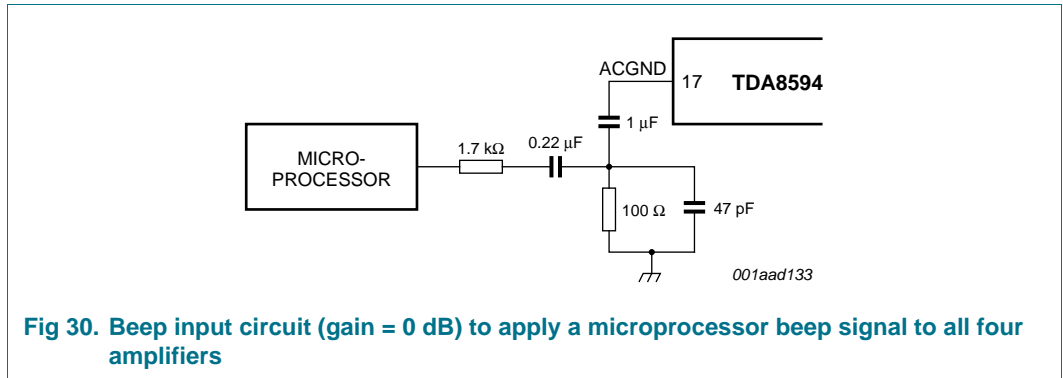 ACGND
17 TDA8594
1 μF
0.22 μF
1.7 kΩ
MICRO-
PROCESSOR
100 Ω
47 pF
001aad133
Fig 30. Beep input circuit (gain = 0 dB) to apply a microprocessor beep signal to all four
amplifiers